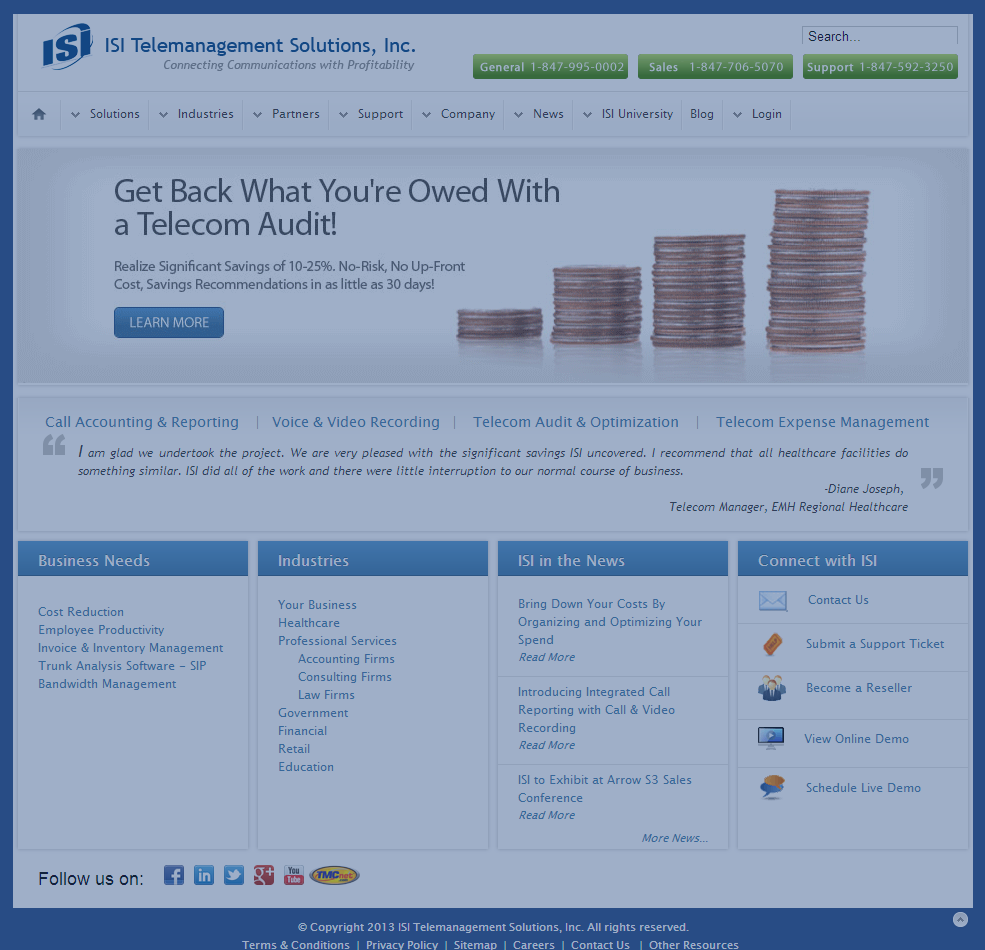 ISI
ISI Telemanagement Solutions, Inc.
Connecting Communications with Profitability
Search...
General 1-847-995-0002
Sales 1-847-706-5070
Support 1-847-592-3250
Solutions
Industries
Partners
Support
Company
News
ISI University
Blog
Login
Get Back What You're Owed With
a Telecom Audit!
Realize Significant Savings of 10-25%. No-Risk, No Up-Front
Cost, Savings Recommendations in as little as 30 days!
LEARN MORE
Call Accounting & Reporting | Voice & Video Recording | Telecom Audit & Optimization | Telecom Expense Management
“ I am glad we undertook the project. We are very pleased with the significant savings ISI uncovered. I recommend that all healthcare facilities do
something similar. ISI did all of the work and there were little interruption to our normal course of business. ”
-Diane Joseph,
Telecom Manager, EMH Regional Healthcare
Business Needs
Cost Reduction
Employee Productivity
Invoice & Inventory Management
Trunk Analysis Software – SIP
Bandwidth Management
Industries
Your Business
Healthcare
Professional Services
Accounting Firms
Consulting Firms
Law Firms
Government
Financial
Retail
Education
ISI in the News
Bring Down Your Costs By
Organizing and Optimizing Your
Spend
Read More
Introducing Integrated Call
Reporting with Call & Video
Recording
Read More
ISI to Exhibit at Arrow S3 Sales
Conference
Read More
More News...
Connect with ISI
Contact Us
Submit a Support Ticket
Become a Reseller
View Online Demo
Schedule Live Demo
Follow us on:
f
in
g+
You
Tube
TMCnet
© Copyright 2013 ISI Telemanagement Solutions, Inc. All rights reserved.
Terms & Conditions | Privacy Policy | Sitemap | Careers | Contact Us | Other Resources